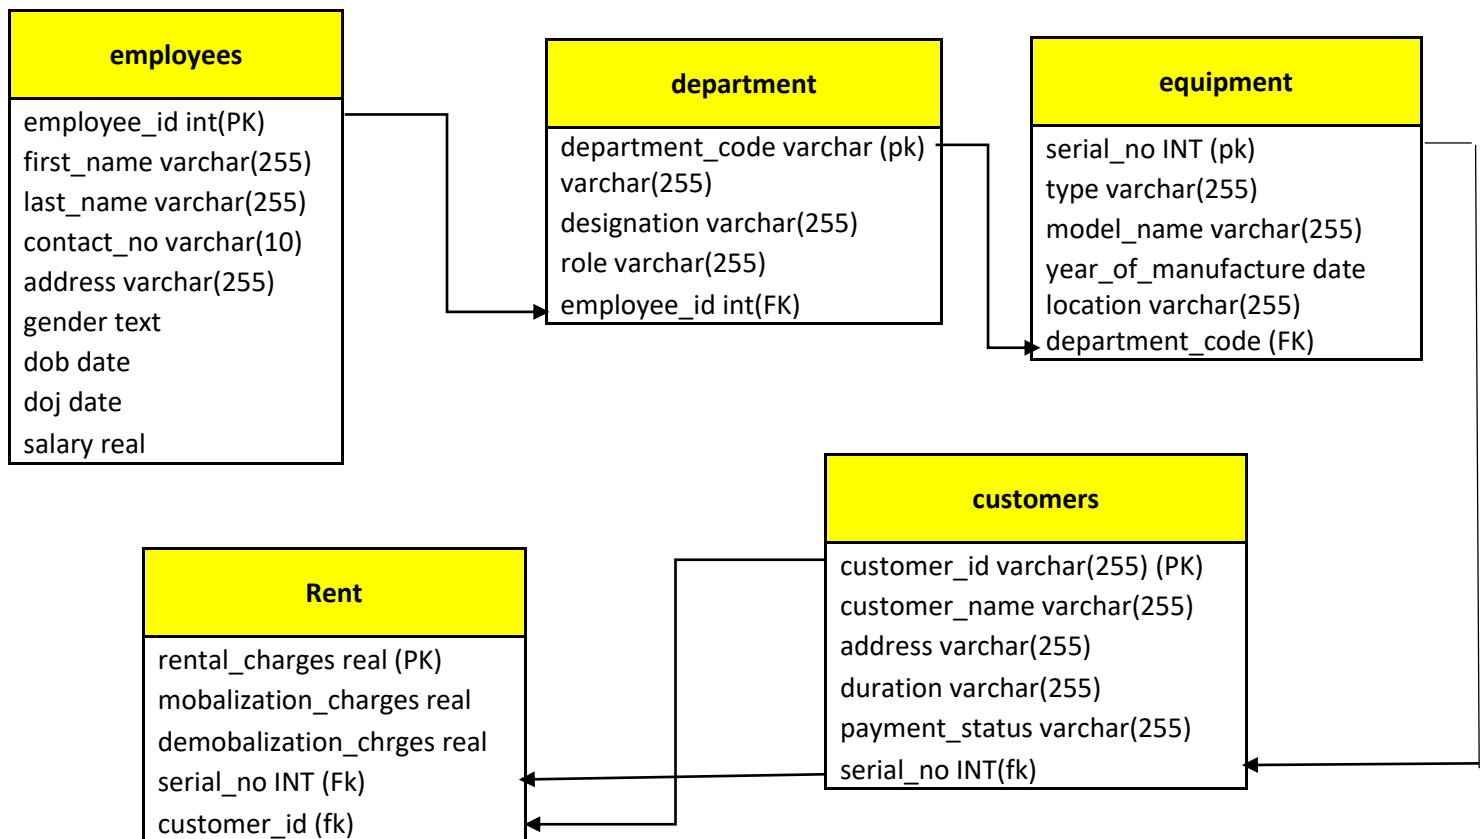 employees
employee_id int(PK)
first_name varchar(255)
last_name varchar(255)
contact_no varchar(10)
address varchar(255)
gender text
dob date
doj date
salary real
department
department_code varchar (pk)
varchar(255)
designation varchar(255)
role varchar(255)
employee_id int(FK)
equipment
serial_no INT (pk)
type varchar(255)
model_name varchar(255)
year_of_manufacture date
location varchar(255)
department_code (FK)
customers
customer_id varchar(255) (PK)
customer_name varchar(255)
address varchar(255)
duration varchar(255)
payment_status varchar(255)
serial_no INT(fk)
Rent
rental_charges real (PK)
mobalization_charges real
demobalization_chrges real
serial_no INT (Fk)
customer_id (fk)